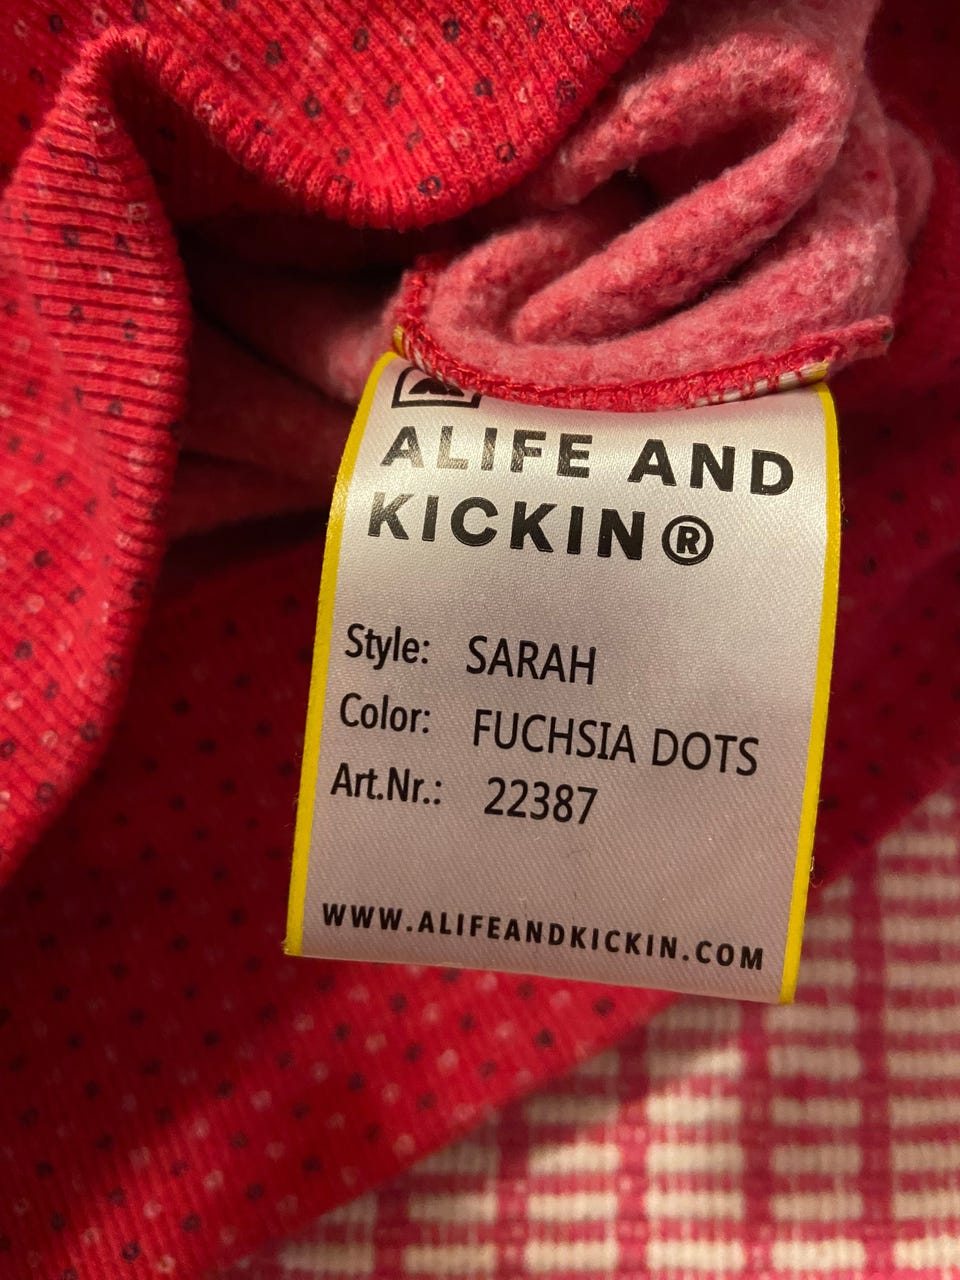 ALIFE AND
KICKIN®
Style: SARAH
Color: FUCHSIA DOTS
Art.Nr.: 22387
WWW.ALIFEANDKICKIN.COM